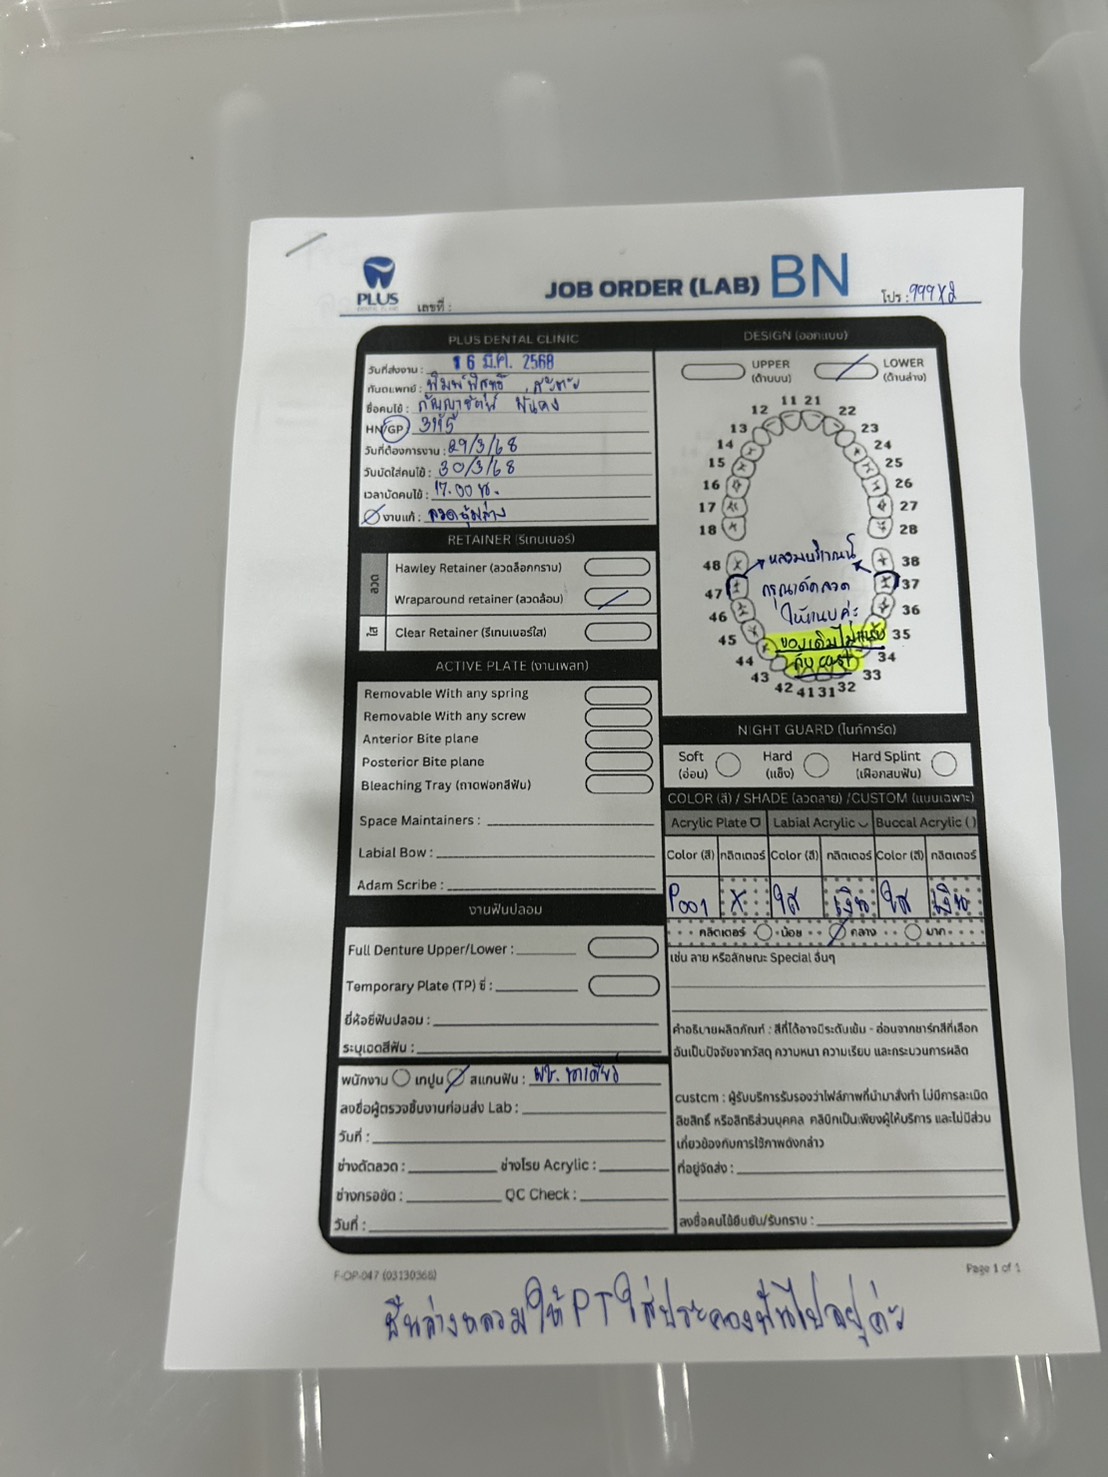 PLUS
DENTAL CLINIC
เลขที่ :
JOB ORDER (LAB) BN
โปร : 999x2
PLUS DENTAL CLINIC
วันที่ส่งงาน : 16 มี.ค. 2568
ทันตแพทย์ : พิมพ์พิสุทธิ์
ชื่อคนไข้ :
HN/GP 3195
วันที่ต้องการงาน : 29/3/68
วันนัดใส่คนไข้ : 30/3/68
เวลานัดคนไข้ : 17.00 น.
งานแก้ : ลวดอุ้มล่าง
RETAINER (รีเทนเนอร์)
ลวด
Hawley Retainer (ลวดล็อกกราม)
Wraparound retainer (ลวดล้อม)
ใส
Clear Retainer (รีเทนเนอร์ใส)
ACTIVE PLATE (งานเพลท)
Removable With any spring
Removable With any screw
Anterior Bite plane
Posterior Bite plane
Bleaching Tray (ถาดฟอกสีฟัน)
Space Maintainers :
Labial Bow :
Adam Scribe :
งานฟันปลอม
Full Denture Upper/Lower :
Temporary Plate (TP) ซี่ :
ยี่ห้อซี่ฟันปลอม :
ระบุเฉดสีฟัน :
พนักงาน เทปูน สแกนฟัน : ผช.
ลงชื่อผู้ตรวจชิ้นงานก่อนส่ง Lab :
วันที่ :
ช่างดัดลวด : ช่างโรย Acrylic :
ช่างกรอขัด : QC Check :
วันที่ :
DESIGN (ออกแบบ)
UPPER (ด้านบน) LOWER (ด้านล่าง)
11 21
12 22
13 23
14 24
15 25
16 26
17 27
18 28
48 38
47 37
46 36
45 35
44 34
43 33
42 41 31 32
หลวมบริเวณนี้
กรุณาดัดลวด
ให้แนบค่ะ
ของเดิมไม่แนบ
กับ cast
NIGHT GUARD (ไนท์การ์ด)
Soft (อ่อน) Hard (แข็ง) Hard Splint (เฝือกสบฟัน)
COLOR (สี) / SHADE (ลวดลาย) /CUSTOM (แบบเฉพาะ)
Acrylic Plate Labial Acrylic Buccal Acrylic ( )
Color (สี) กลิตเตอร์ Color (สี) กลิตเตอร์ Color (สี) กลิตเตอร์
P001 X ใส เงิน ใส เงิน
กลิตเตอร์ น้อย กลาง มาก
เช่น ลาย หรือลักษณะ Special อื่นๆ
คำอธิบายผลิตภัณฑ์ : สีที่ได้อาจมีระดับเข้ม - อ่อนจากชาร์ทสีที่เลือก
อันเป็นปัจจัยจากวัสดุ ความหนา ความเรียบ และกระบวนการผลิต
custom : ผู้รับบริการรับรองว่าไฟล์ภาพที่นำมาสั่งทำ ไม่มีการละเมิด
ลิขสิทธิ์ หรือสิทธิส่วนบุคคล คลินิกเป็นเพียงผู้ให้บริการ และไม่มีส่วน
เกี่ยวข้องกับการใช้ภาพดังกล่าว
ที่อยู่จัดส่ง :
ลงชื่อคนไข้ยืนยัน/รับทราบ :
F-OP-047 (03130368)
Page 1 of 1
ชิ้นล่างหลวมให้ PT ใส่ประคองฟันไปอยู่ค่ะ